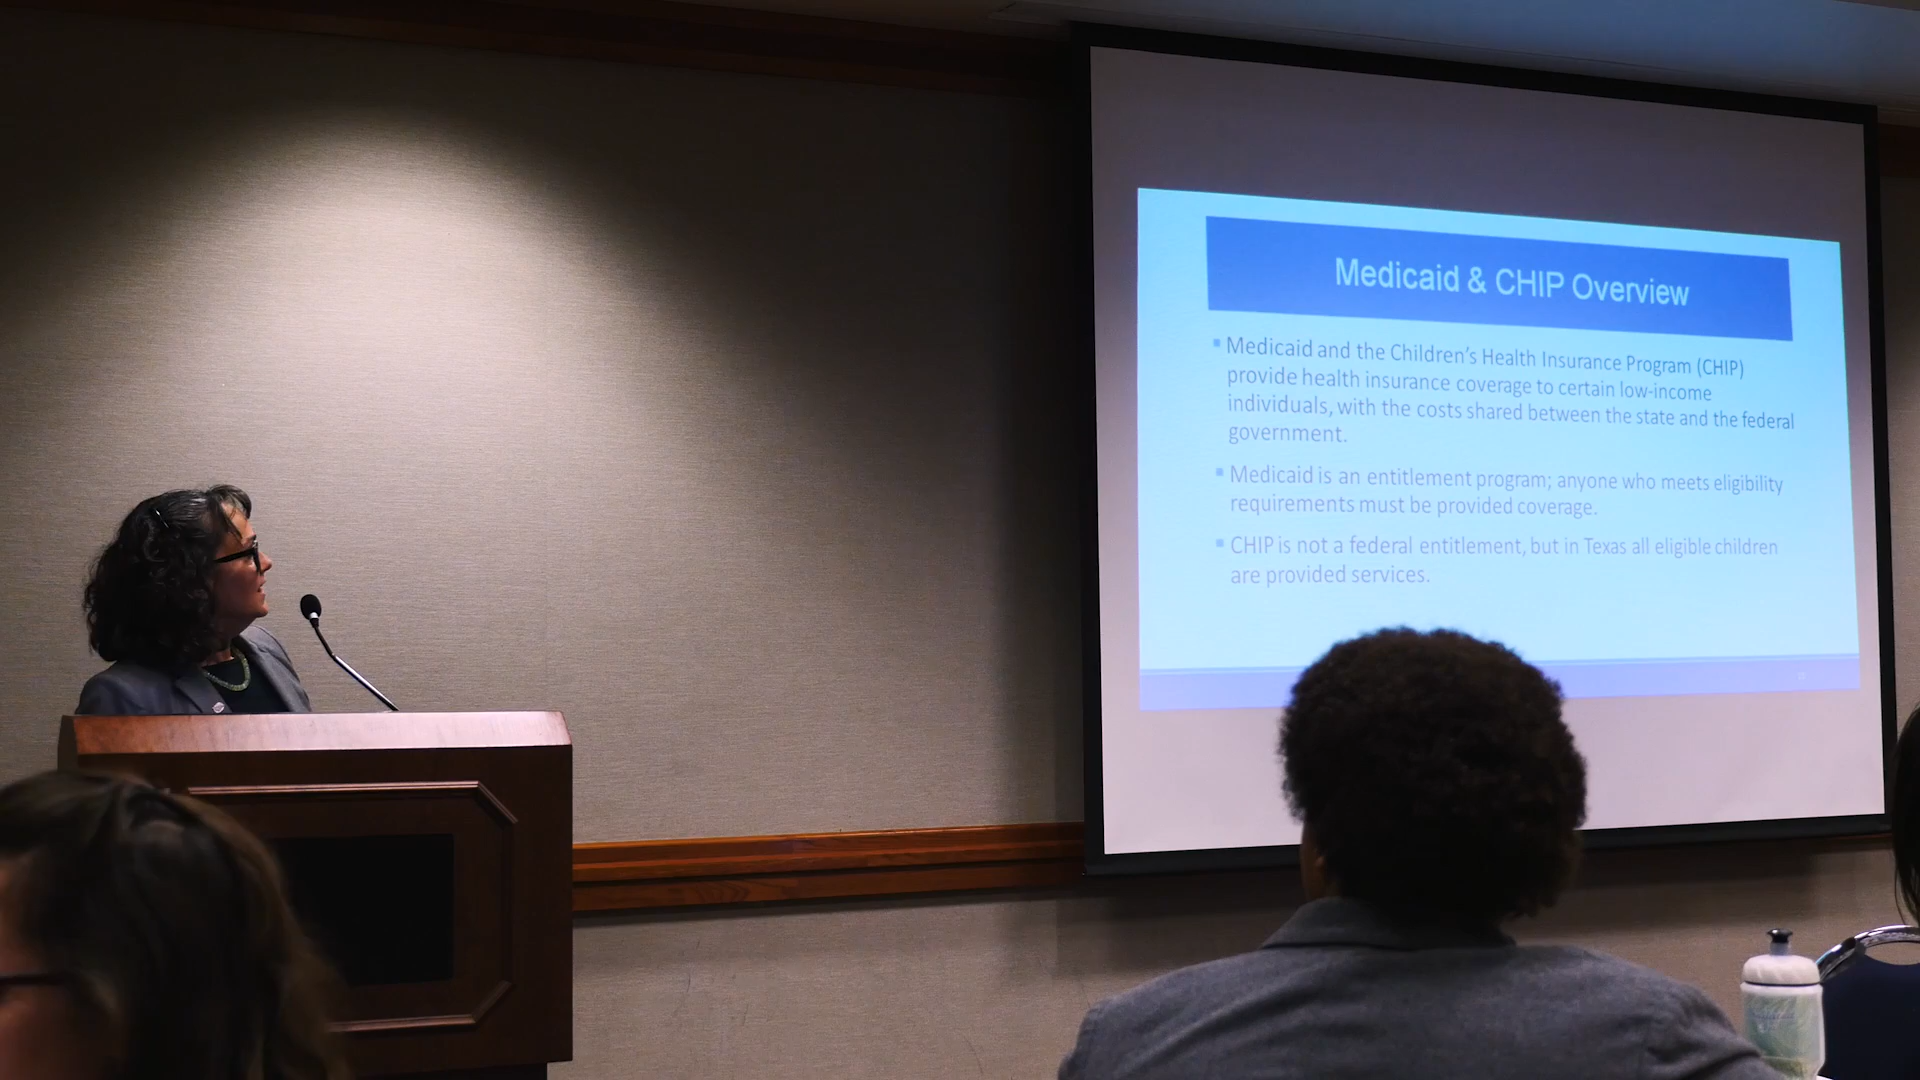 Medicaid & CHIP Overview
▪ Medicaid and the Children's Health Insurance Program (CHIP)
provide health insurance coverage to certain low-income
individuals, with the costs shared between the state and the federal
government.
▪ Medicaid is an entitlement program; anyone who meets eligibility
requirements must be provided coverage.
▪ CHIP is not a federal entitlement, but in Texas all eligible children
are provided services.